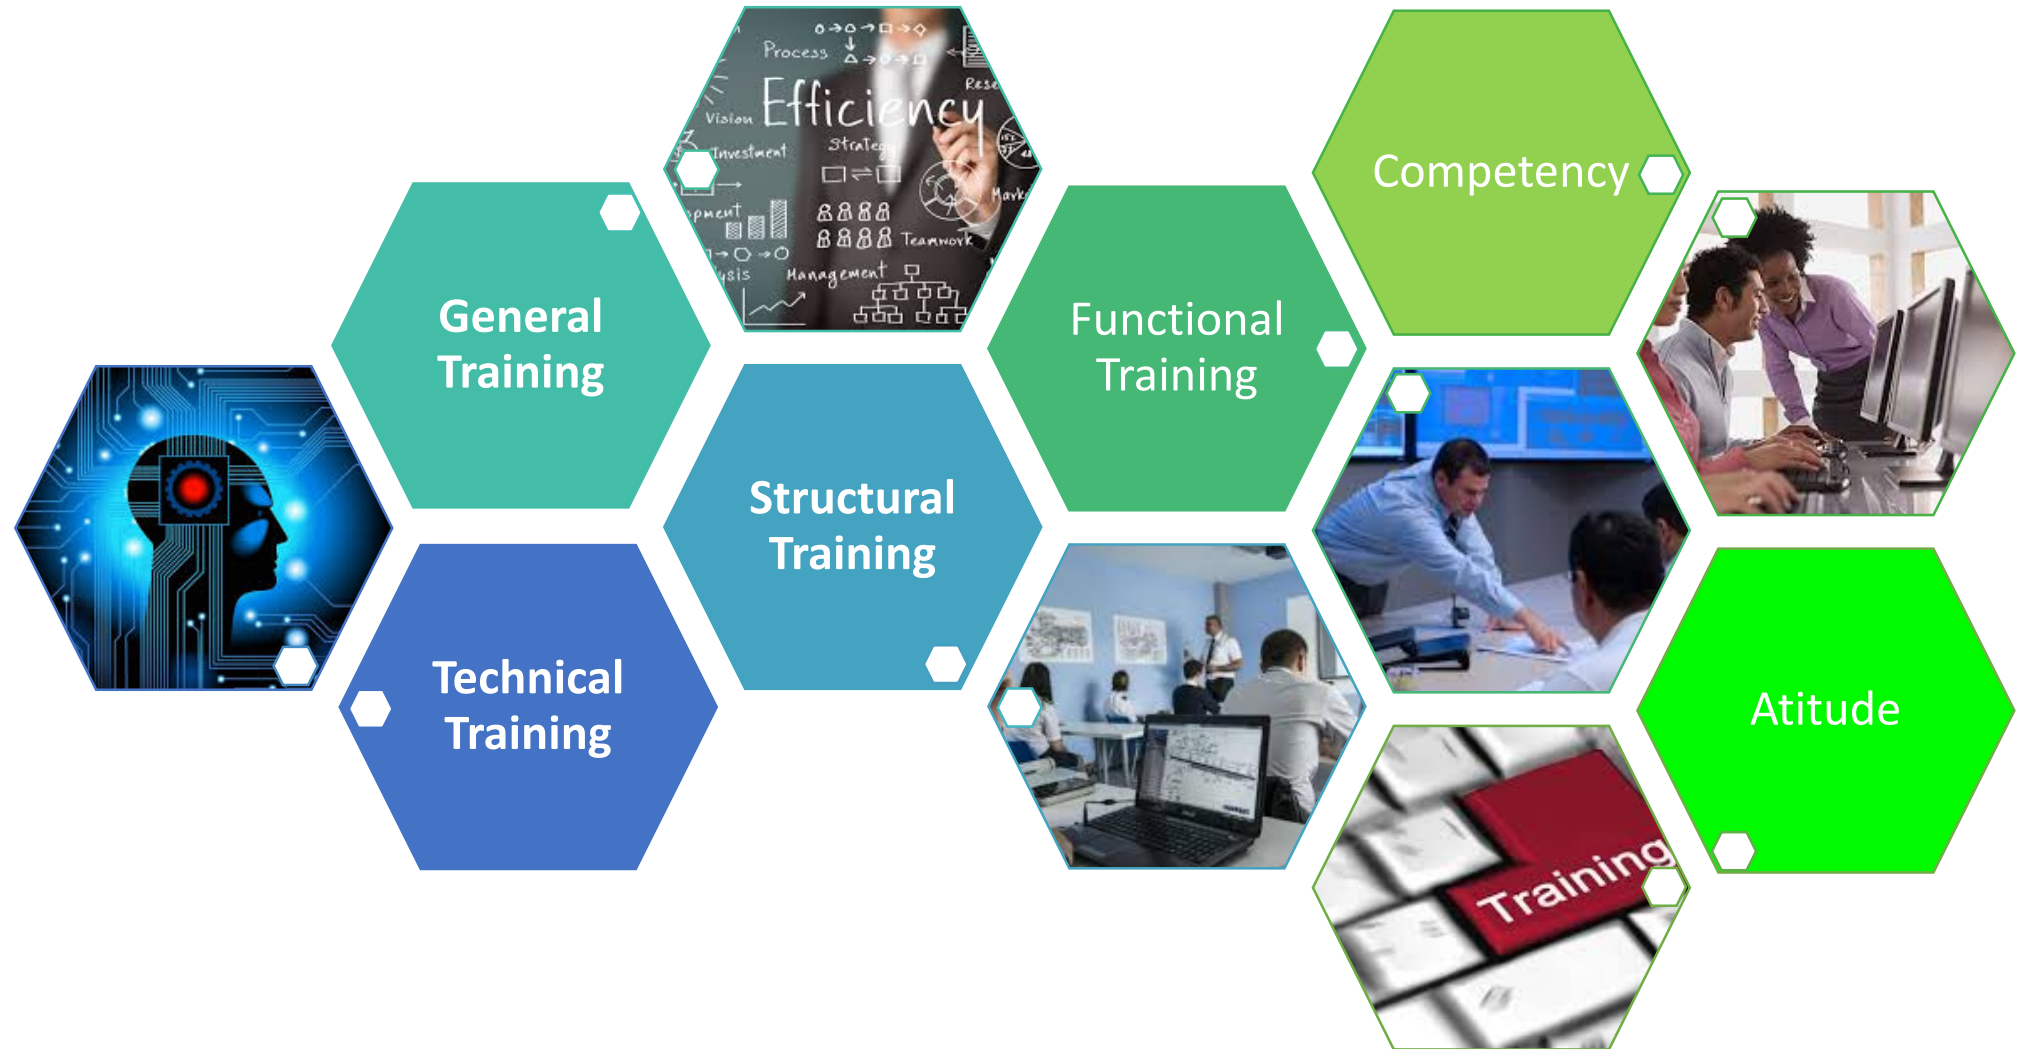 Process
Efficiency
Vision
Strategy
Investment
Teamwork
Management
General
Training
Structural
Training
Technical
Training
Functional
Training
Competency
Atitude
Training